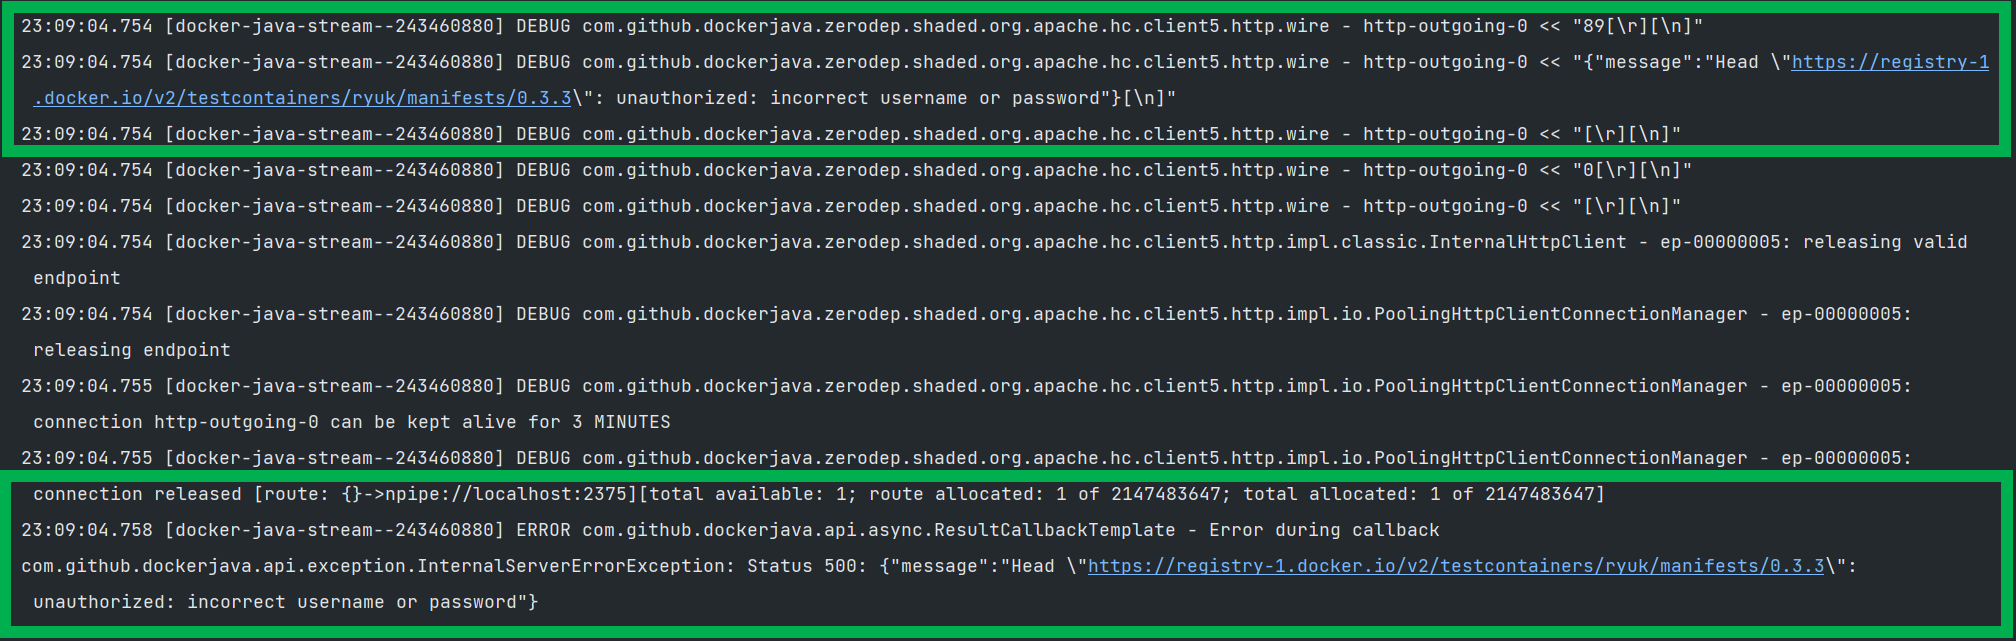 23:09:04.754 [docker-java-stream--243460880] DEBUG com.github.dockerjava.zerodep.shaded.org.apache.hc.client5.http.wire - http-outgoing-0 << "89[\r][\n]"
23:09:04.754 [docker-java-stream--243460880] DEBUG com.github.dockerjava.zerodep.shaded.org.apache.hc.client5.http.wire - http-outgoing-0 << "{"message":"Head \"https://registry-1
.docker.io/v2/testcontainers/ryuk/manifests/0.3.3\": unauthorized: incorrect username or password"}[\n]"
23:09:04.754 [docker-java-stream--243460880] DEBUG com.github.dockerjava.zerodep.shaded.org.apache.hc.client5.http.wire - http-outgoing-0 << "[\r][\n]"
23:09:04.754 [docker-java-stream--243460880] DEBUG com.github.dockerjava.zerodep.shaded.org.apache.hc.client5.http.wire - http-outgoing-0 << "0[\r][\n]"
23:09:04.754 [docker-java-stream--243460880] DEBUG com.github.dockerjava.zerodep.shaded.org.apache.hc.client5.http.wire - http-outgoing-0 << "[\r][\n]"
23:09:04.754 [docker-java-stream--243460880] DEBUG com.github.dockerjava.zerodep.shaded.org.apache.hc.client5.http.impl.classic.InternalHttpClient - ep-00000005: releasing valid
endpoint
23:09:04.754 [docker-java-stream--243460880] DEBUG com.github.dockerjava.zerodep.shaded.org.apache.hc.client5.http.impl.io.PoolingHttpClientConnectionManager - ep-00000005:
releasing endpoint
23:09:04.755 [docker-java-stream--243460880] DEBUG com.github.dockerjava.zerodep.shaded.org.apache.hc.client5.http.impl.io.PoolingHttpClientConnectionManager - ep-00000005:
connection http-outgoing-0 can be kept alive for 3 MINUTES
23:09:04.755 [docker-java-stream--243460880] DEBUG com.github.dockerjava.zerodep.shaded.org.apache.hc.client5.http.impl.io.PoolingHttpClientConnectionManager - ep-00000005:
connection released [route: {}->npipe://localhost:2375][total available: 1; route allocated: 1 of 2147483647; total allocated: 1 of 2147483647]
23:09:04.758 [docker-java-stream--243460880] ERROR com.github.dockerjava.api.async.ResultCallbackTemplate - Error during callback
com.github.dockerjava.api.exception.InternalServerErrorException: Status 500: {"message":"Head \"https://registry-1.docker.io/v2/testcontainers/ryuk/manifests/0.3.3\":
unauthorized: incorrect username or password"}